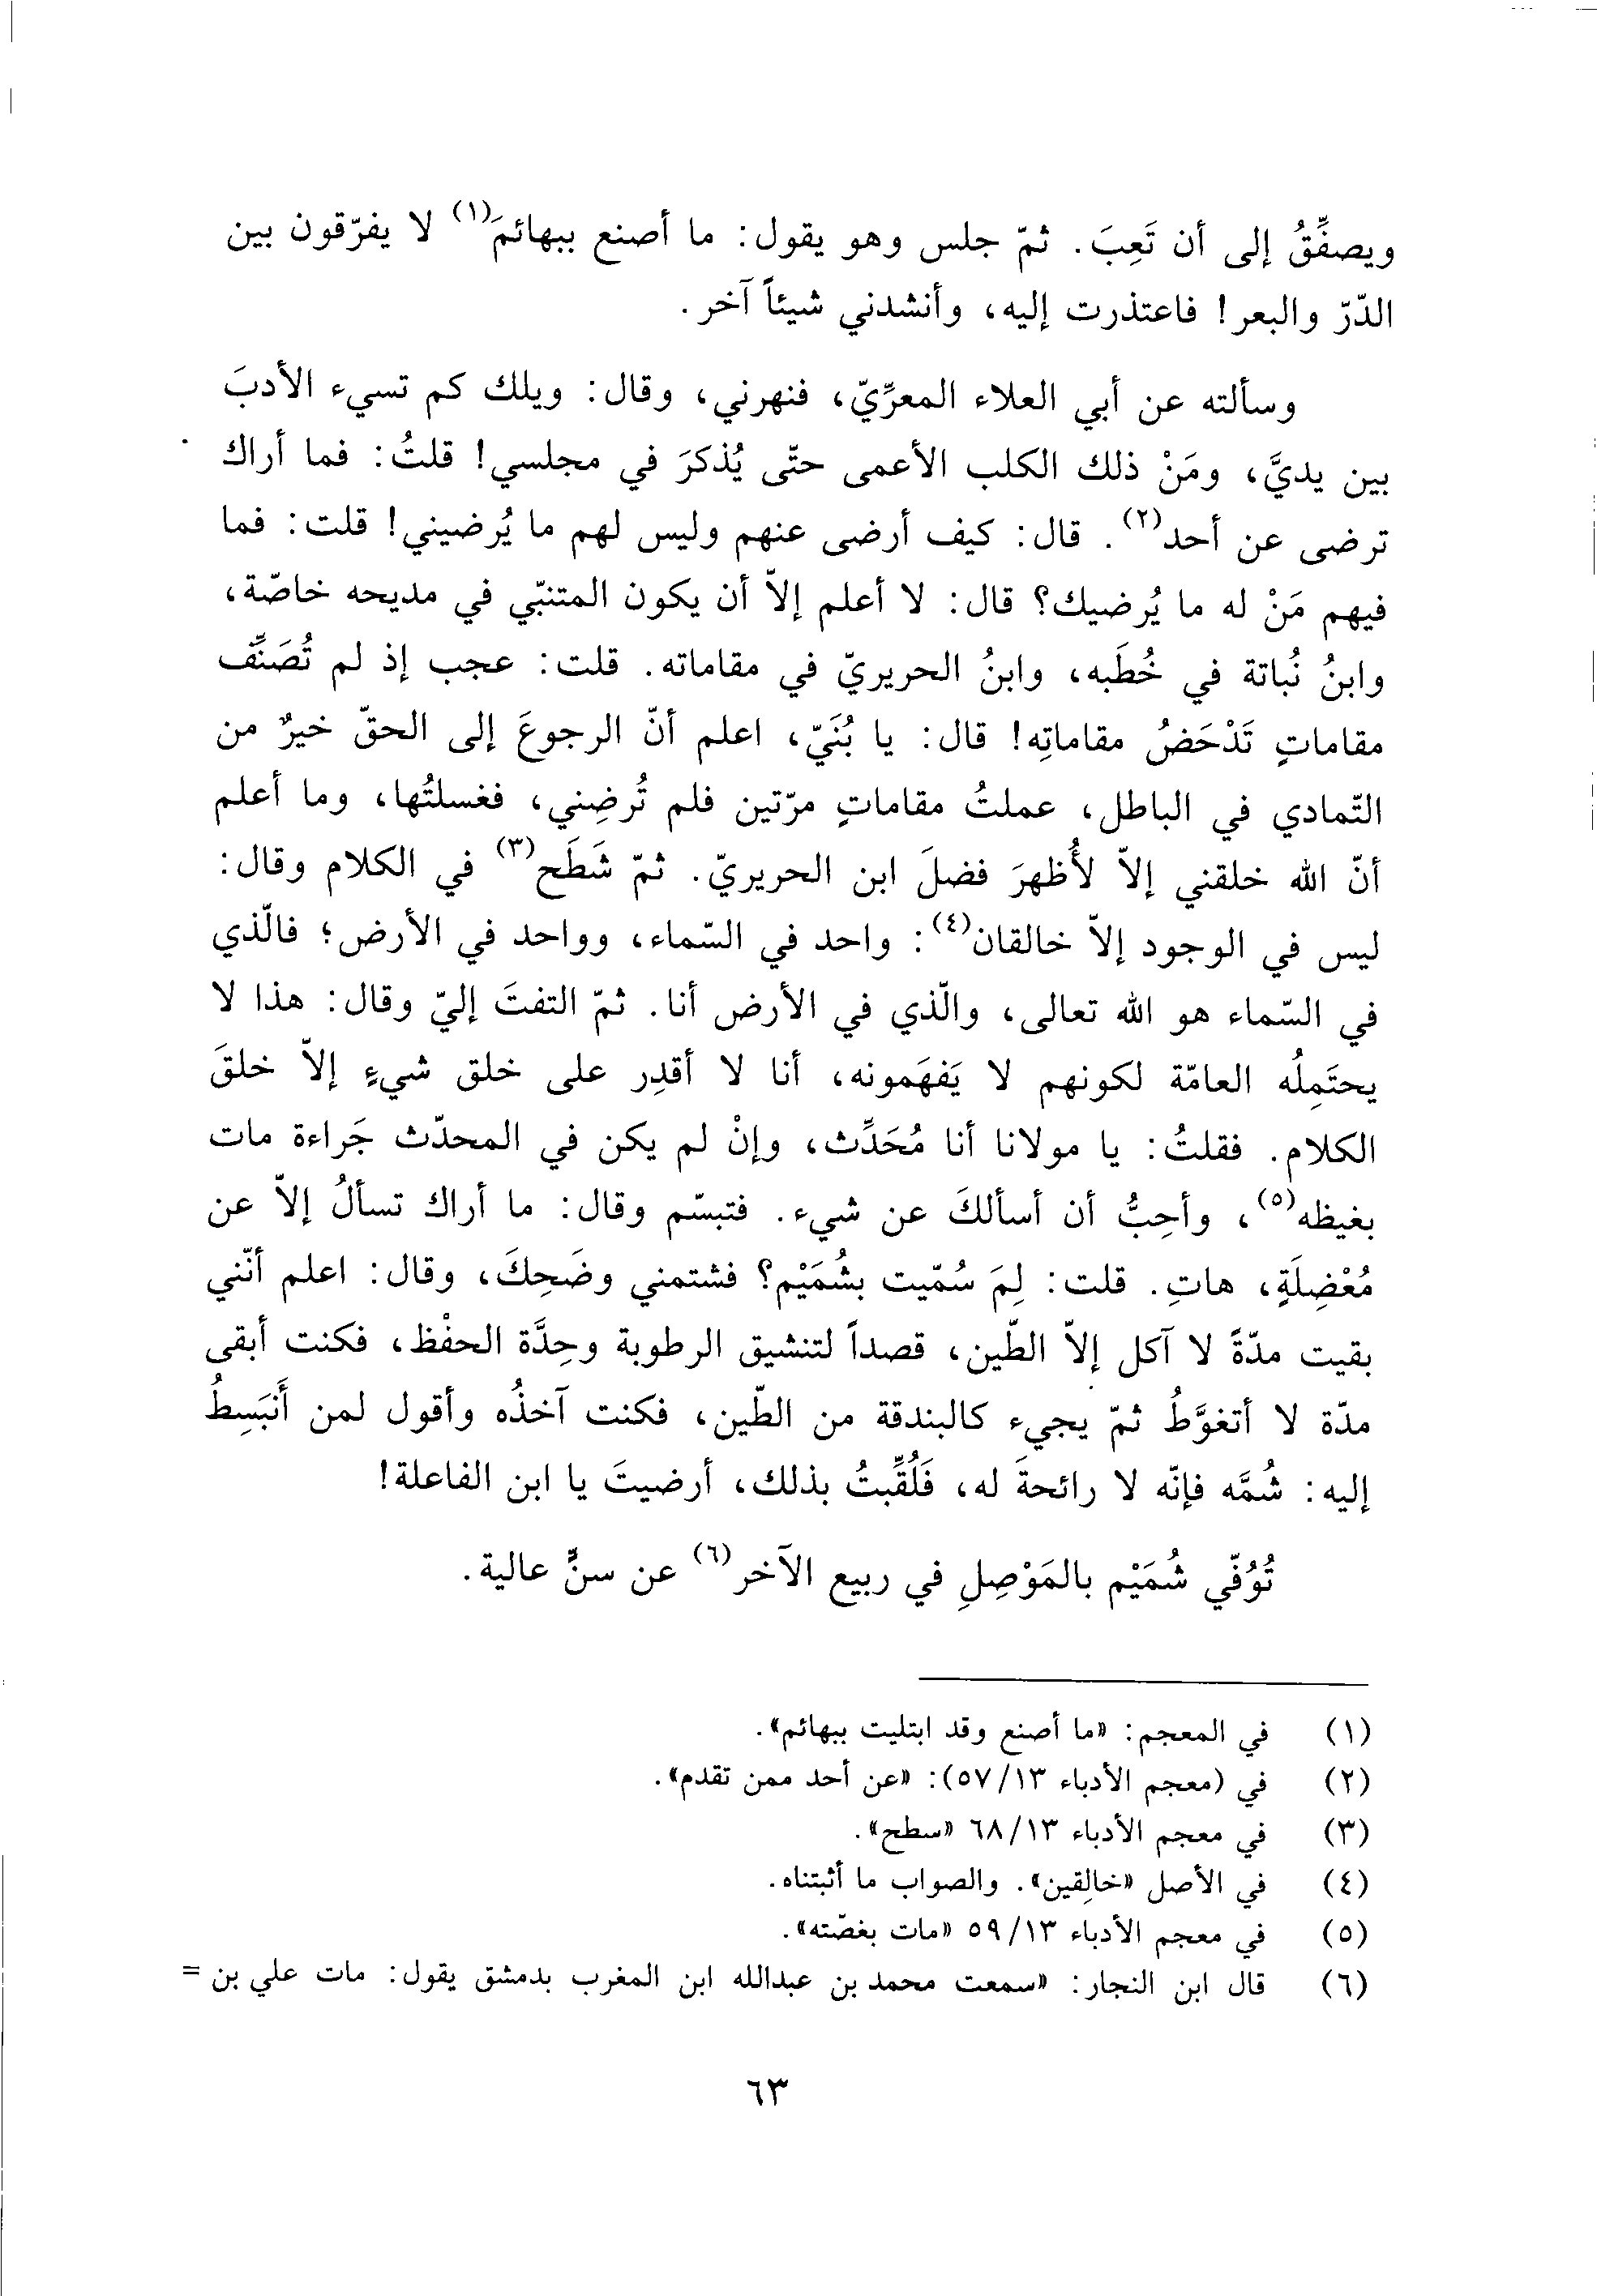 ويصفِّقُ إلى أن تَعِبَ. ثمّ جلس وهو يقول: ما أصنع ببهائمَ(١) لا يفرّقون بين
الدّرّ والبعر! فاعتذرت إليه، وأنشدني شيئاً آخر.
وسألته عن أبي العلاء المعرِّيّ، فنهرني، وقال: ويلك كم تسيء الأدبَ
بين يديَّ، ومَنْ ذلك الكلب الأعمى حتّى يُذكرَ في مجلسي! قلتُ: فما أراك
ترضى عن أحد(٢). قال: كيف أرضى عنهم وليس لهم ما يُرضيني! قلت: فما
فيهم مَنْ له ما يُرضيك؟ قال: لا أعلم إلاّ أن يكون المتنبّي في مديحه خاصّة،
وابنُ نُباتة في خُطَبه، وابنُ الحريريّ في مقاماته. قلت: عجب إذ لم تُصَنِّف
مقاماتٍ تَدْحَضُ مقاماتِه! قال: يا بُنَيّ، اعلم أنّ الرجوعَ إلى الحقّ خيرٌ من
التّمادي في الباطل، عملتُ مقاماتٍ مرّتين فلم تُرضِني، فغسلتُها، وما أعلم
أنّ الله خلقني إلاّ لأُظهرَ فضلَ ابن الحريريّ. ثمّ شَطَح(٣) في الكلام وقال:
ليس في الوجود إلاّ خالقان(٤): واحد في السّماء، وواحد في الأرض؛ فالّذي
في السّماء هو الله تعالى، والّذي في الأرض أنا. ثمّ التفتَ إليّ وقال: هذا لا
يحتَمِلُه العامّة لكونهم لا يَفهَمونه، أنا لا أقدِر على خلق شيءٍ إلاّ خلقَ
الكلام. فقلتُ: يا مولانا أنا مُحَدِّث، وإنْ لم يكن في المحدّث جَراءة مات
بغيظه(٥)، وأحِبُّ أن أسألكَ عن شيء. فتبسّم وقال: ما أراك تسألُ إلاّ عن
مُعْضِلَةٍ، هاتِ. قلت: لِمَ سُمّيت بشُمَيْم؟ فشتمني وضَحِكَ، وقال: اعلم أنّني
بقيت مدّةً لا آكل إلاّ الطّين، قصداً لتنشيق الرطوبة وحِدَّة الحفْظ، فكنت أبقى
مدّة لا أتغوَّطُ ثمّ يجيء كالبندقة من الطّين، فكنت آخذُه وأقول لمن أَنبَسِطُ
إليه: شُمَّه فإنّه لا رائحةَ له، فَلُقِّبتُ بذلك، أرضيتَ يا ابن الفاعلة!
تُوُفّي شُمَيْم بالمَوْصِلِ في ربيع الآخر(٦) عن سنٍّ عالية.
(١) في المعجم: «ما أصنع وقد ابتليت ببهائم».
(٢) في (معجم الأدباء ٥٧/١٣): «عن أحد ممن تقدم».
(٣) في معجم الأدباء ٦٨/١٣ «سطح».
(٤) في الأصل «خالِقين». والصواب ما أثبتناه.
(٥) في معجم الأدباء ٥٩/١٣ «مات بغصّته».
(٦) قال ابن النجار: «سمعت محمد بن عبدالله ابن المغرب بدمشق يقول: مات علي بن =
٦٣